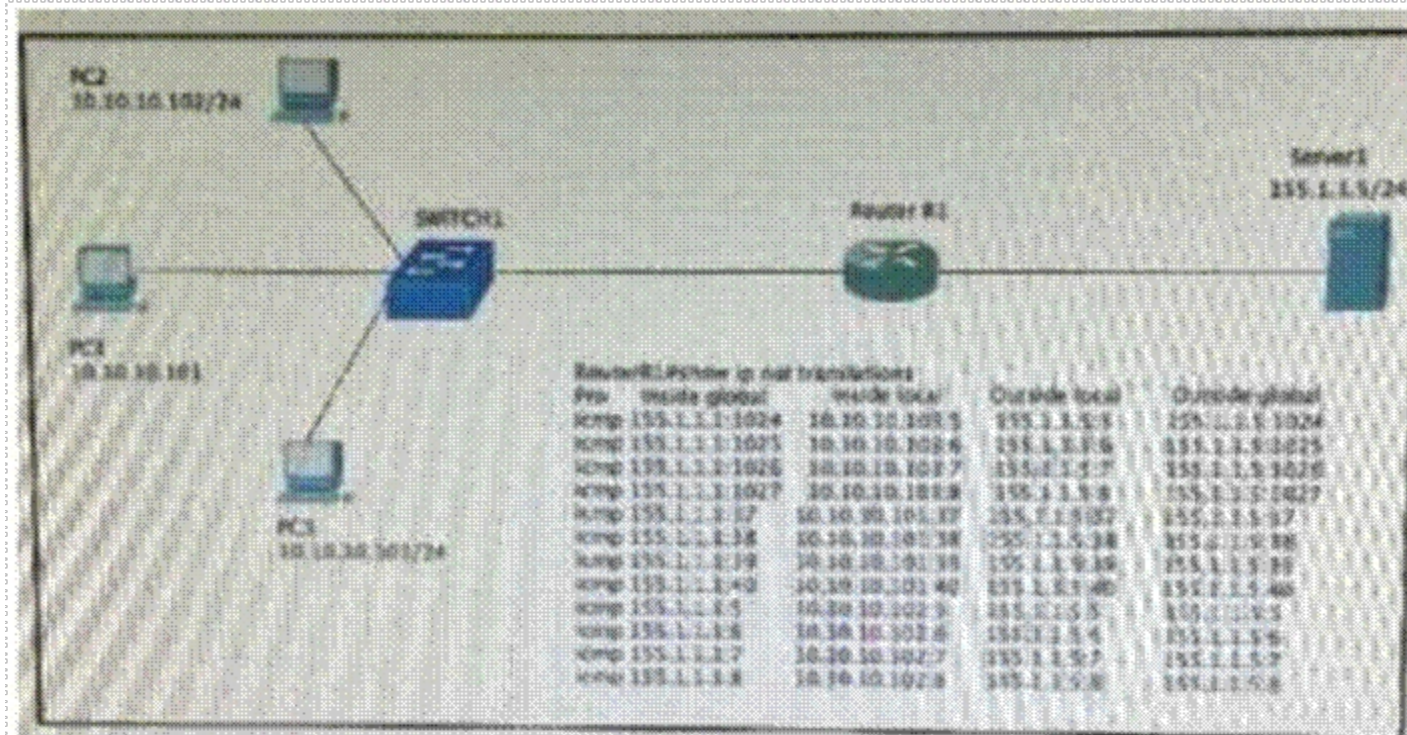 PC2
10.10.10.102/24
Server1
155.1.1.5/24
SWITCH1
Router R1
10.10.10.101
RouterR1#show ip nat translations
Pro Inside global Inside local Outside local Outside global
icmp 155.1.1.1:1024 10.10.10.103:5 155.1.1.5:5 155.1.1.5:1024
icmp 155.1.1.1:1025 10.10.10.103:6 155.1.1.5:6 155.1.1.5:1025
icmp 155.1.1.1:1026 10.10.10.103:7 155.1.1.5:7 155.1.1.5:1026
icmp 155.1.1.1:1027 10.10.10.103:8 155.1.1.5:8 155.1.1.5:1027
icmp 155.1.1.1:37 10.10.10.101:37 155.1.1.5:37 155.1.1.5:37
icmp 155.1.1.1:38 10.10.10.101:38 155.1.1.5:38 155.1.1.5:38
icmp 155.1.1.1:39 10.10.10.101:39 155.1.1.5:39 155.1.1.5:39
icmp 155.1.1.1:40 10.10.10.101:40 155.1.1.5:40 155.1.1.5:40
icmp 155.1.1.1:5 10.10.10.102:5 155.1.1.5:5 155.1.1.5:5
icmp 155.1.1.1:6 10.10.10.102:6 155.1.1.5:6 155.1.1.5:6
icmp 155.1.1.1:7 10.10.10.102:7 155.1.1.5:7 155.1.1.5:7
icmp 155.1.1.1:8 10.10.10.102:8 155.1.1.5:8 155.1.1.5:8